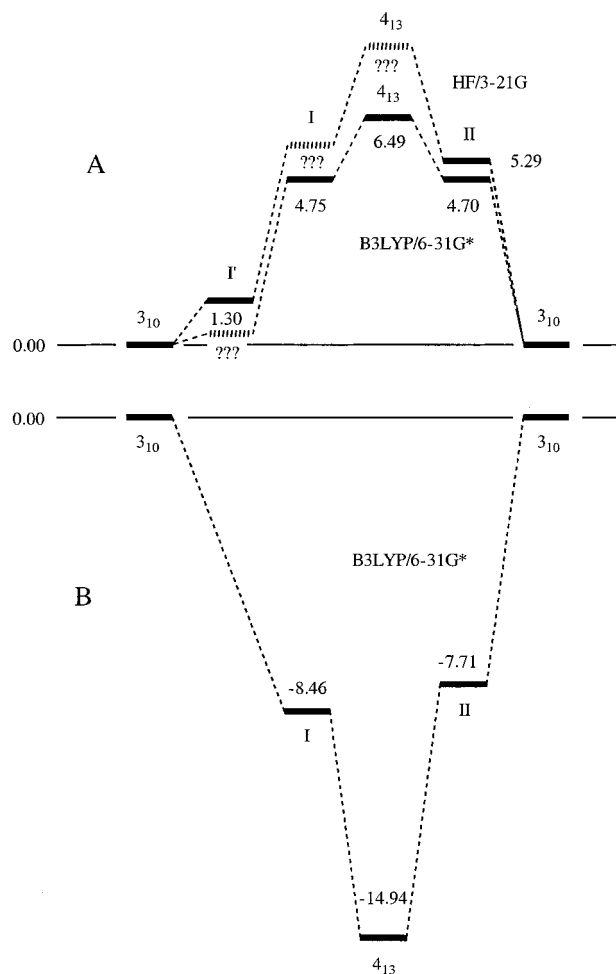 4₁₃
???
HF/3-21G
4₁₃
I
II
6.49
A
???
5.29
4.75
4.70
B3LYP/6-31G*
I'
3₁₀
1.30
3₁₀
0.00
???
0.00
3₁₀
3₁₀
B3LYP/6-31G*
B
-7.71
-8.46
II
I
-14.94
4₁₃